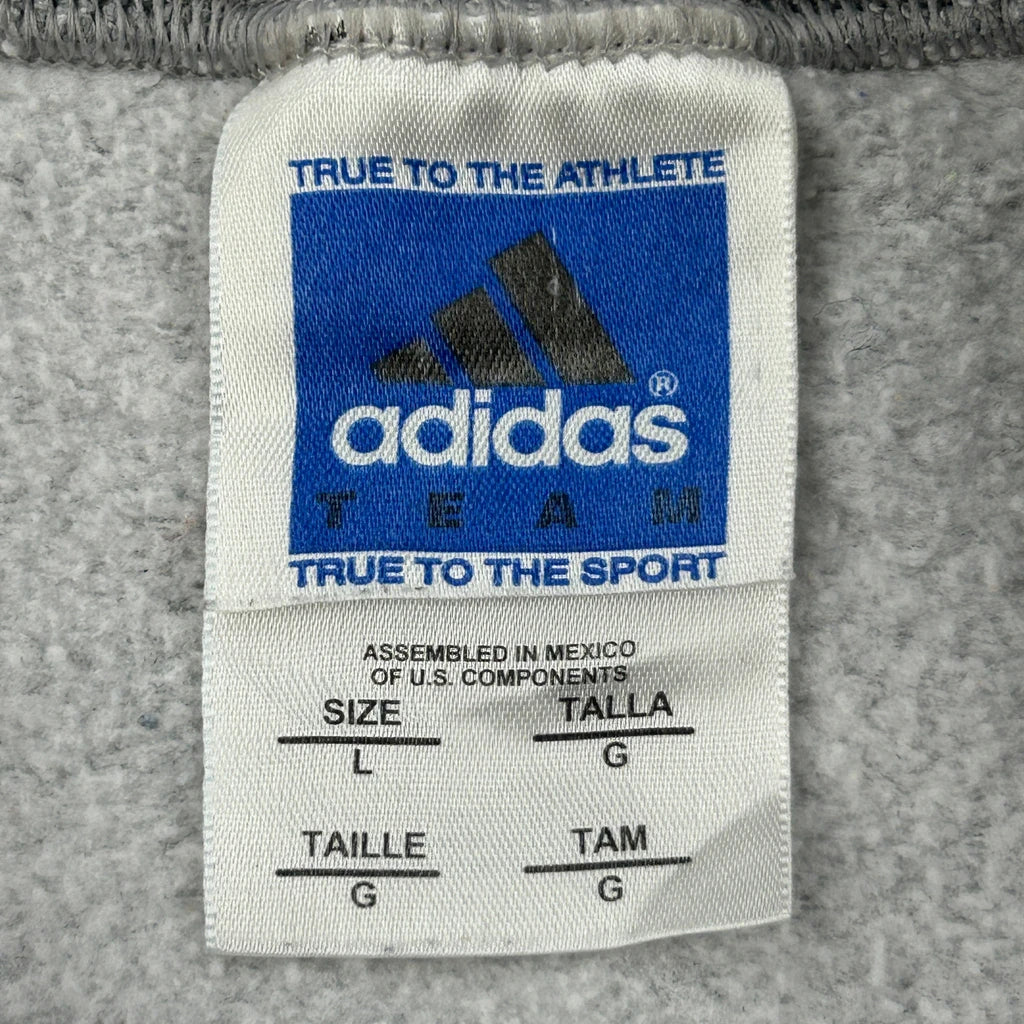 TRUE TO THE ATHLETE
adidas®
TEAM
TRUE TO THE SPORT
ASSEMBLED IN MEXICO
OF U.S. COMPONENTS
SIZE TALLA
L G
TAILLE TAM
G G